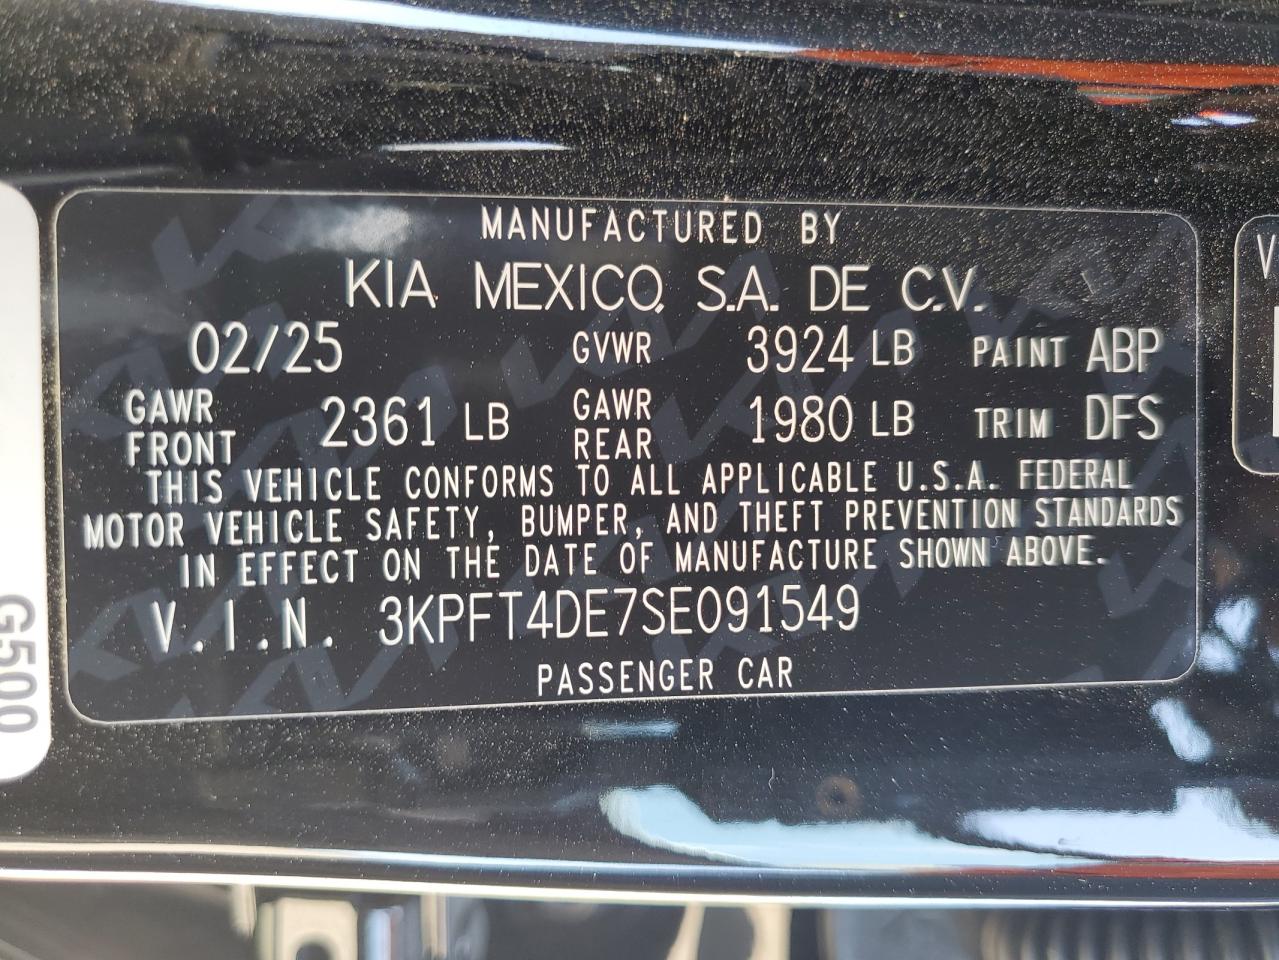 MANUFACTURED BY
KIA MEXICO, S.A. DE C.V.
02/25 GVWR 3924 LB PAINT ABP
GAWR FRONT 2361 LB GAWR REAR 1980 LB TRIM DFS
THIS VEHICLE CONFORMS TO ALL APPLICABLE U.S.A. FEDERAL
MOTOR VEHICLE SAFETY, BUMPER, AND THEFT PREVENTION STANDARDS
IN EFFECT ON THE DATE OF MANUFACTURE SHOWN ABOVE.
V.I.N. 3KPFT4DE7SE091549
PASSENGER CAR
G500